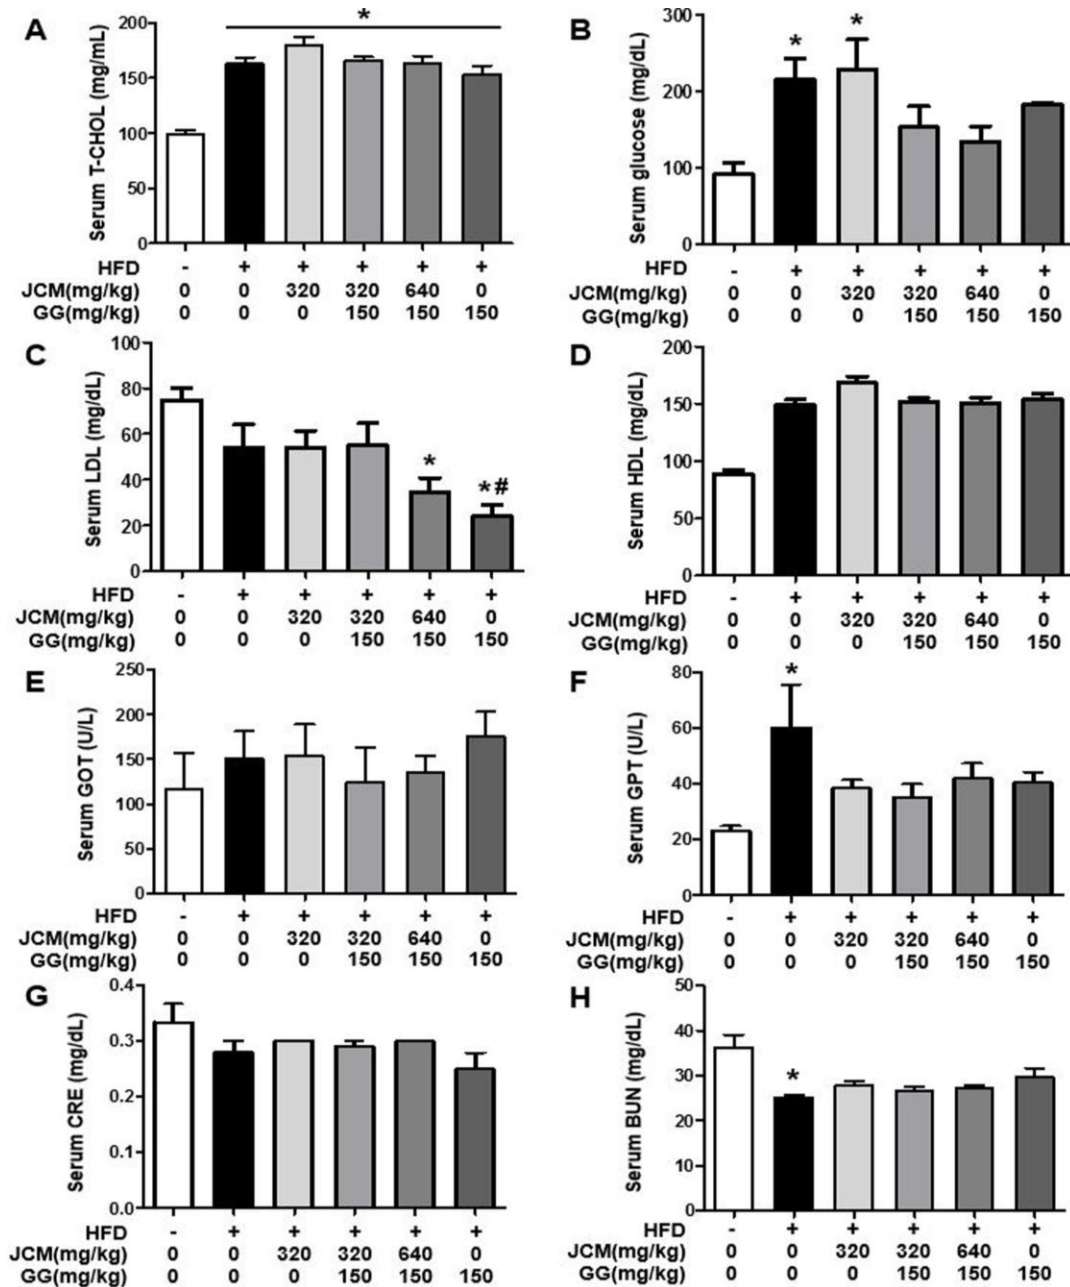 A
*
200
150
100
50
0
Serum T-CHOL (mg/mL)
HFD - + + + + +
JCM(mg/kg) 0 0 320 320 640 0
GG(mg/kg) 0 0 0 150 150 150
B
* *
300
200
100
0
Serum glucose (mg/dL)
HFD - + + + + +
JCM(mg/kg) 0 0 320 320 640 0
GG(mg/kg) 0 0 0 150 150 150
C
100
80
60
40
20
0
Serum LDL (mg/dL)
* *#
HFD - + + + + +
JCM(mg/kg) 0 0 320 320 640 0
GG(mg/kg) 0 0 0 150 150 150
D
200
150
100
50
0
Serum HDL (mg/dL)
HFD - + + + + +
JCM(mg/kg) 0 0 320 320 640 0
GG(mg/kg) 0 0 0 150 150 150
E
250
200
150
100
50
0
Serum GOT (U/L)
HFD - + + + + +
JCM(mg/kg) 0 0 320 320 640 0
GG(mg/kg) 0 0 0 150 150 150
F
*
80
60
40
20
0
Serum GPT (U/L)
HFD - + + + + +
JCM(mg/kg) 0 0 320 320 640 0
GG(mg/kg) 0 0 0 150 150 150
G
0.4
0.3
0.2
0.1
0.0
Serum CRE (mg/dL)
HFD - + + + + +
JCM(mg/kg) 0 0 320 320 640 0
GG(mg/kg) 0 0 0 150 150 150
H
*
50
40
30
20
10
0
Serum BUN (mg/dL)
HFD - + + + + +
JCM(mg/kg) 0 0 320 320 640 0
GG(mg/kg) 0 0 0 150 150 150